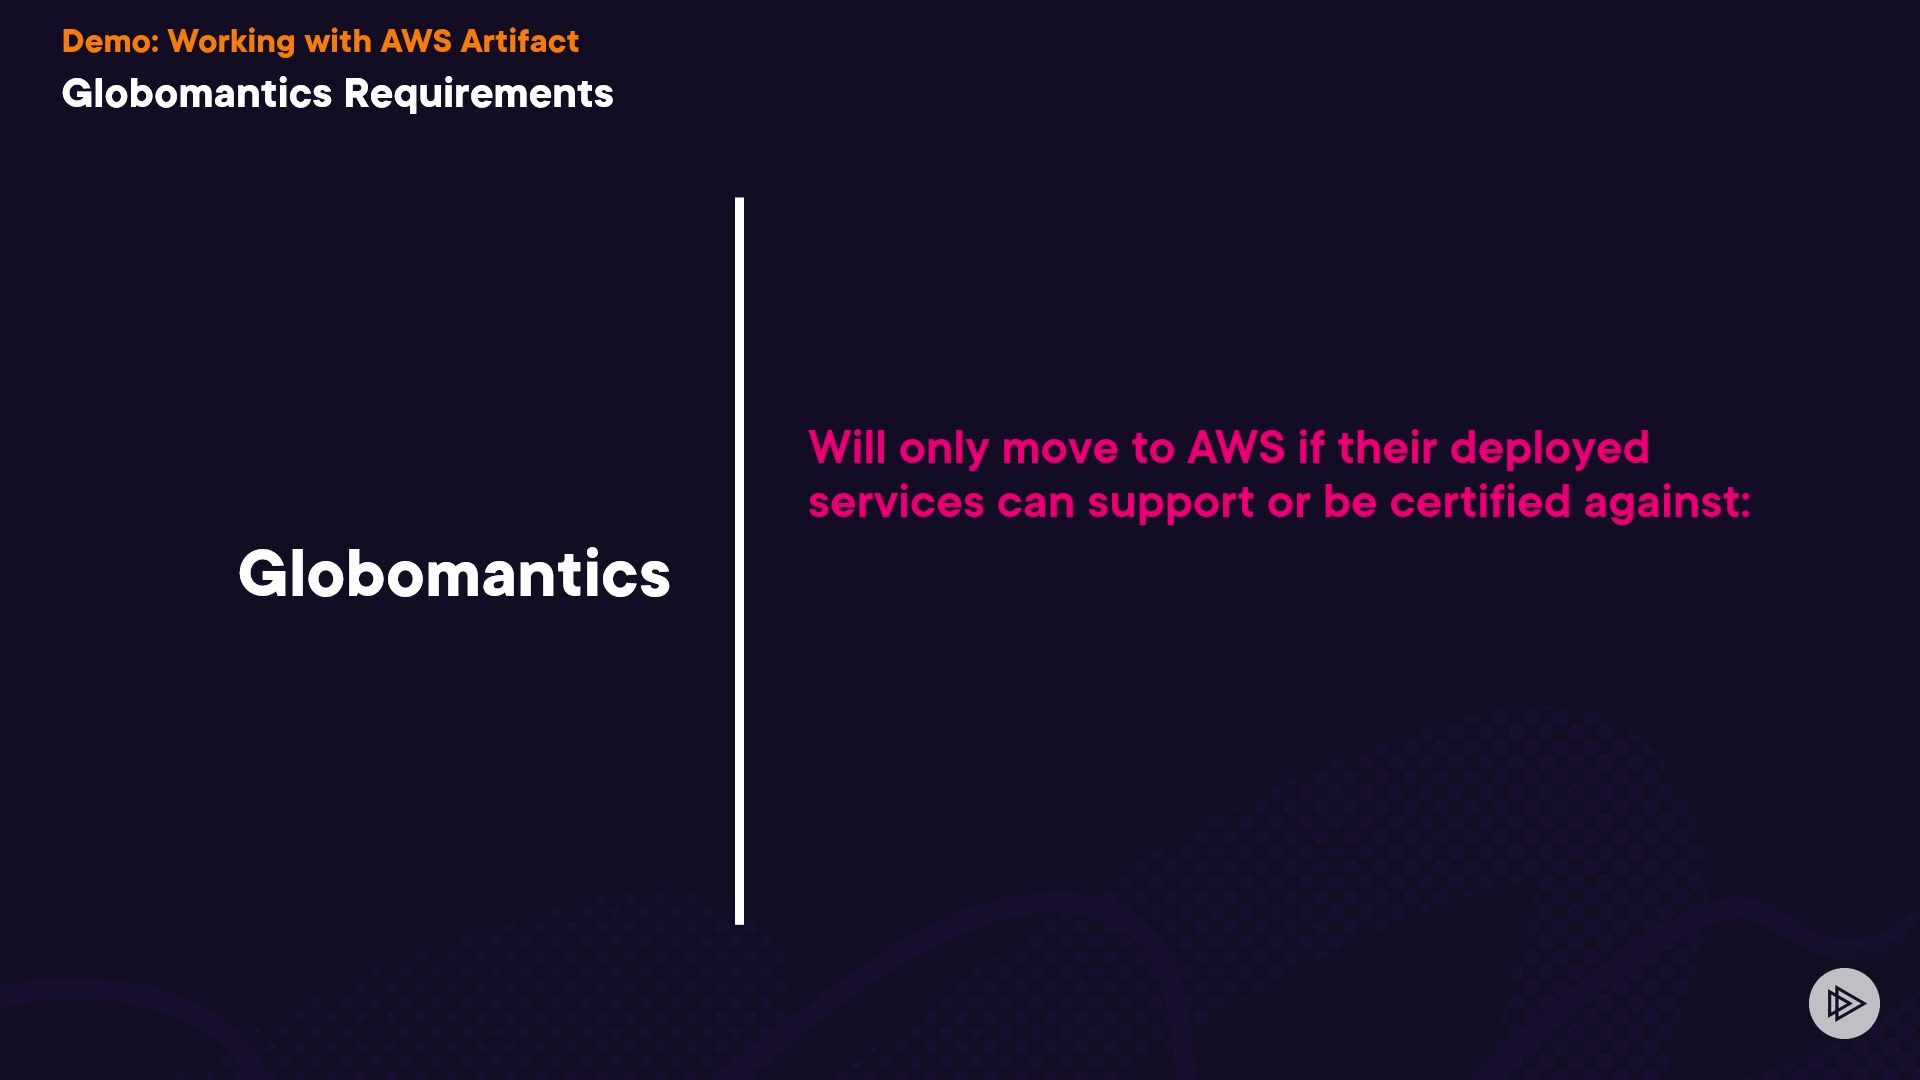 Demo: Working with AWS Artifact
Globomantics Requirements
Globomantics
Will only move to AWS if their deployed
services can support or be certified against: